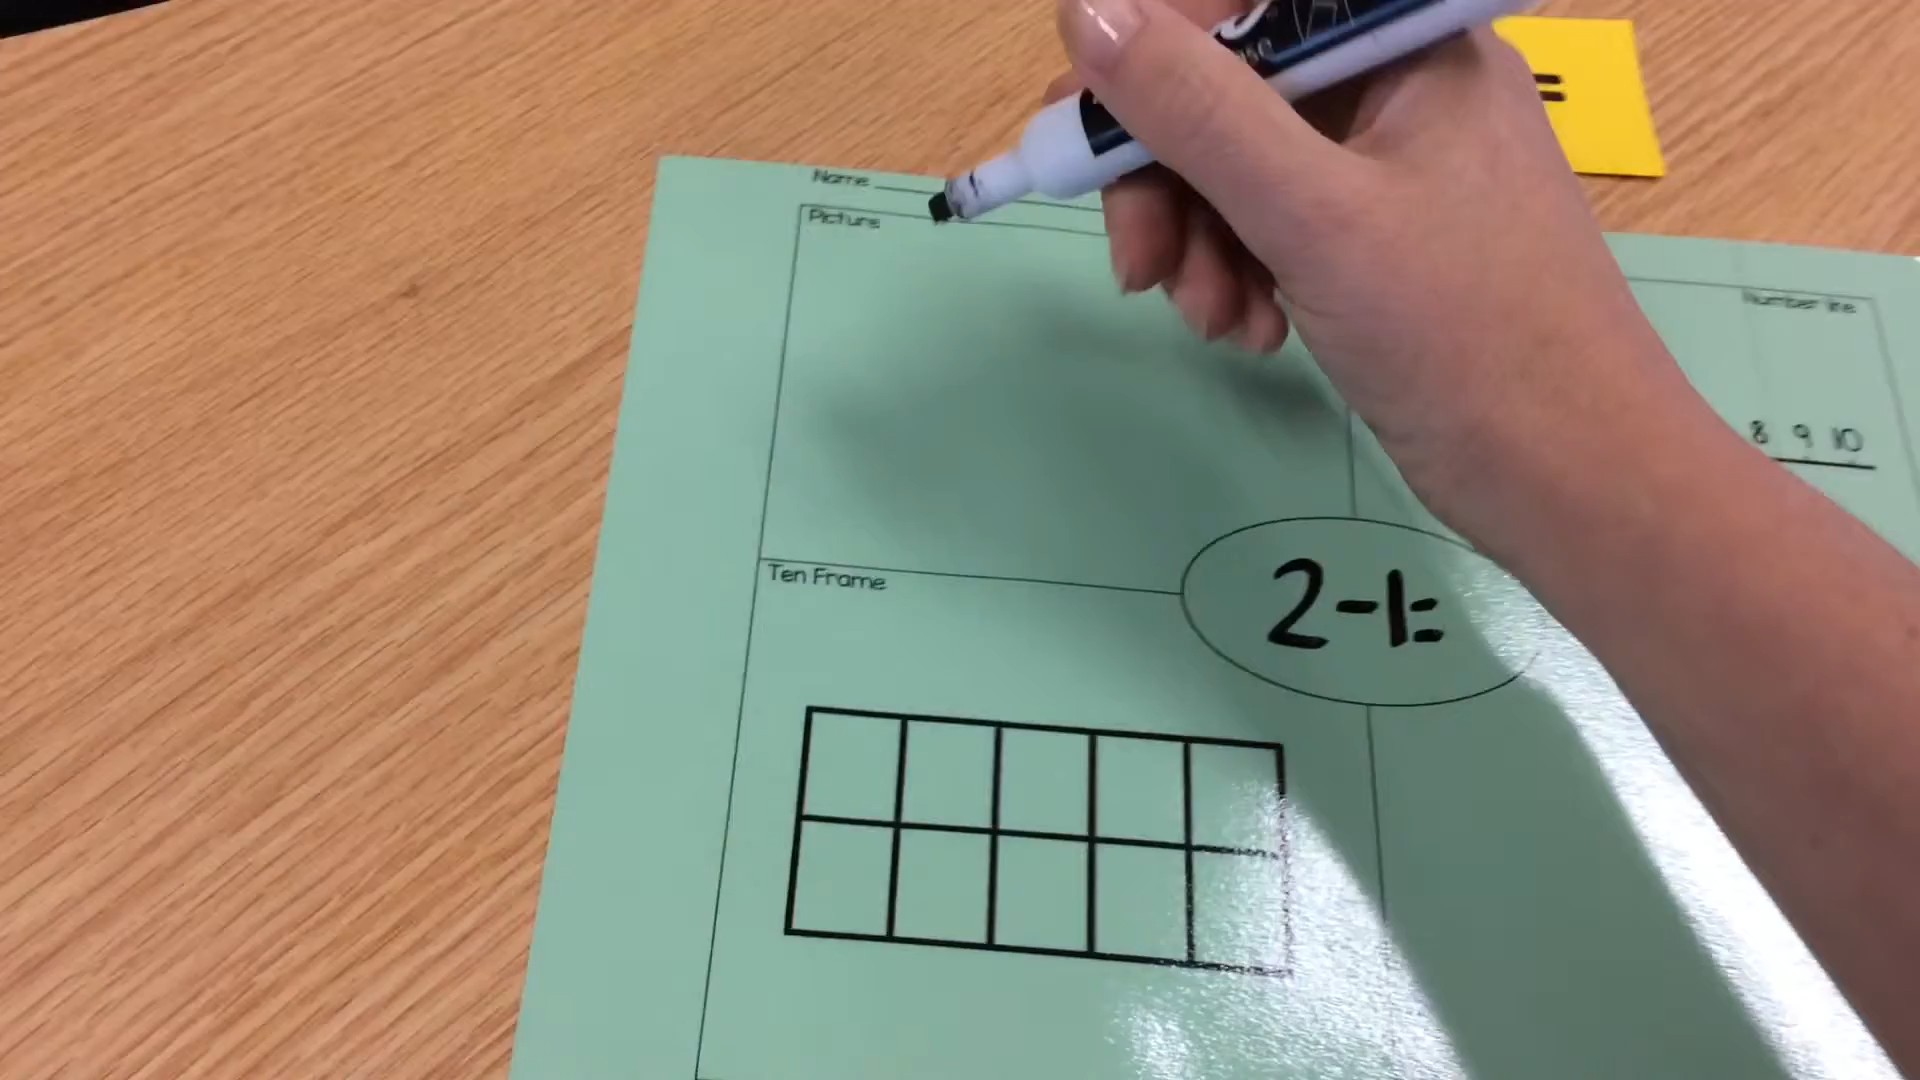 =
Name
Picture
Number line
8 9 10
Ten Frame
2-1=